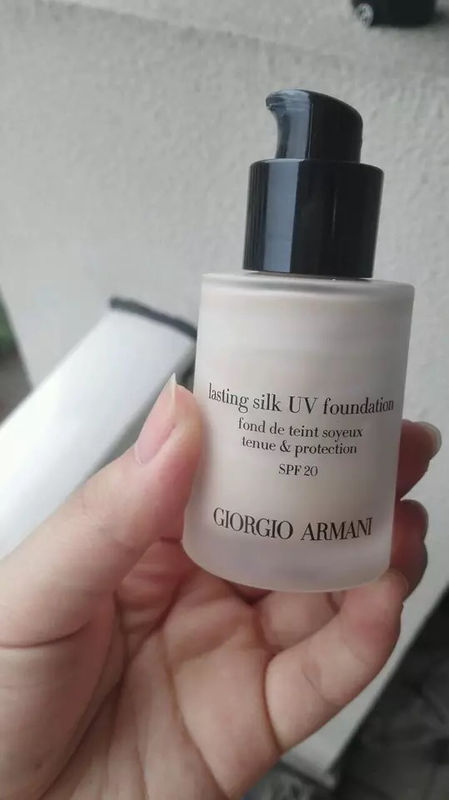 lasting silk UV foundation
fond de teint soyeux
tenue & protection
SPF 20
GIORGIO ARMANI